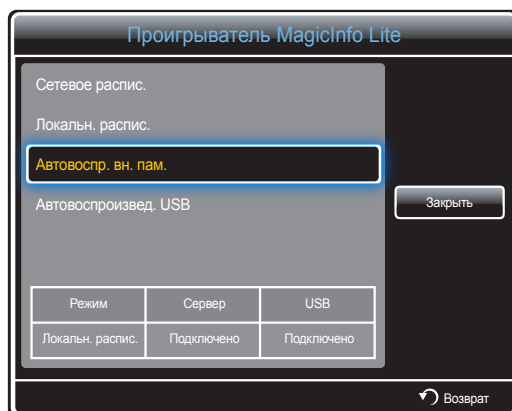 Проигрыватель MagicInfo Lite
Сетевое распис.
Локальн. распис.
Автовоспр. вн. пам.
Автовоспроизвед. USB
Закрыть
Режим Сервер USB
Локальн. распис. Подключено Подключено
Возврат